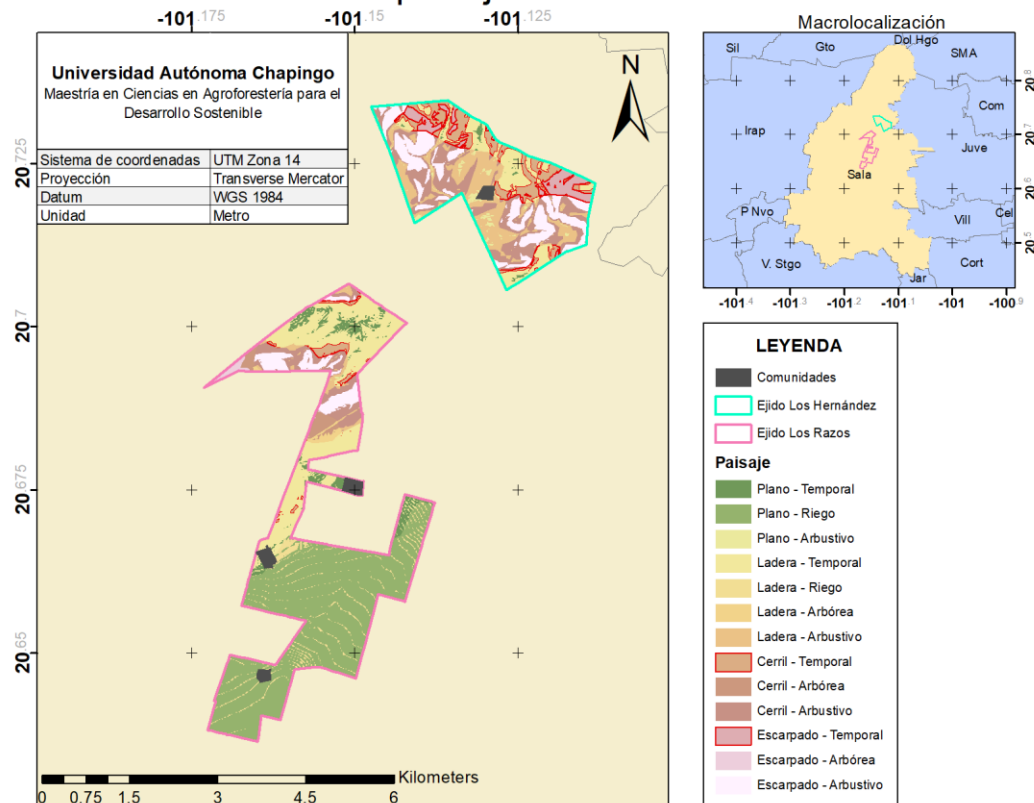 -101.175
-101.15
-101.125
Universidad Autónoma Chapingo
Maestría en Ciencias en Agroforestería para el
Desarrollo Sostenible
Sistema de coordenadas UTM Zona 14
Proyección Transverse Mercator
Datum WGS 1984
Unidad Metro
N
20.725
20.7
20.675
20.65
Kilometers
0 0.75 1.5 3 4.5 6
Macrolocalización
Sil
Gto
Dol Hgo
SMA
Com
Irap
Juve
Sala
P Nvo
Vill
Cel
V. Stgo
Cort
Jar
20.8
20.7
20.6
20.5
-101.4 -101.3 -101.2 -101.1 -101 -100.9
LEYENDA
Comunidades
Ejido Los Hernández
Ejido Los Razos
Paisaje
Plano - Temporal
Plano - Riego
Plano - Arbustivo
Ladera - Temporal
Ladera - Riego
Ladera - Arbórea
Ladera - Arbustivo
Cerril - Temporal
Cerril - Arbórea
Cerril - Arbustivo
Escarpado - Temporal
Escarpado - Arbórea
Escarpado - Arbustivo